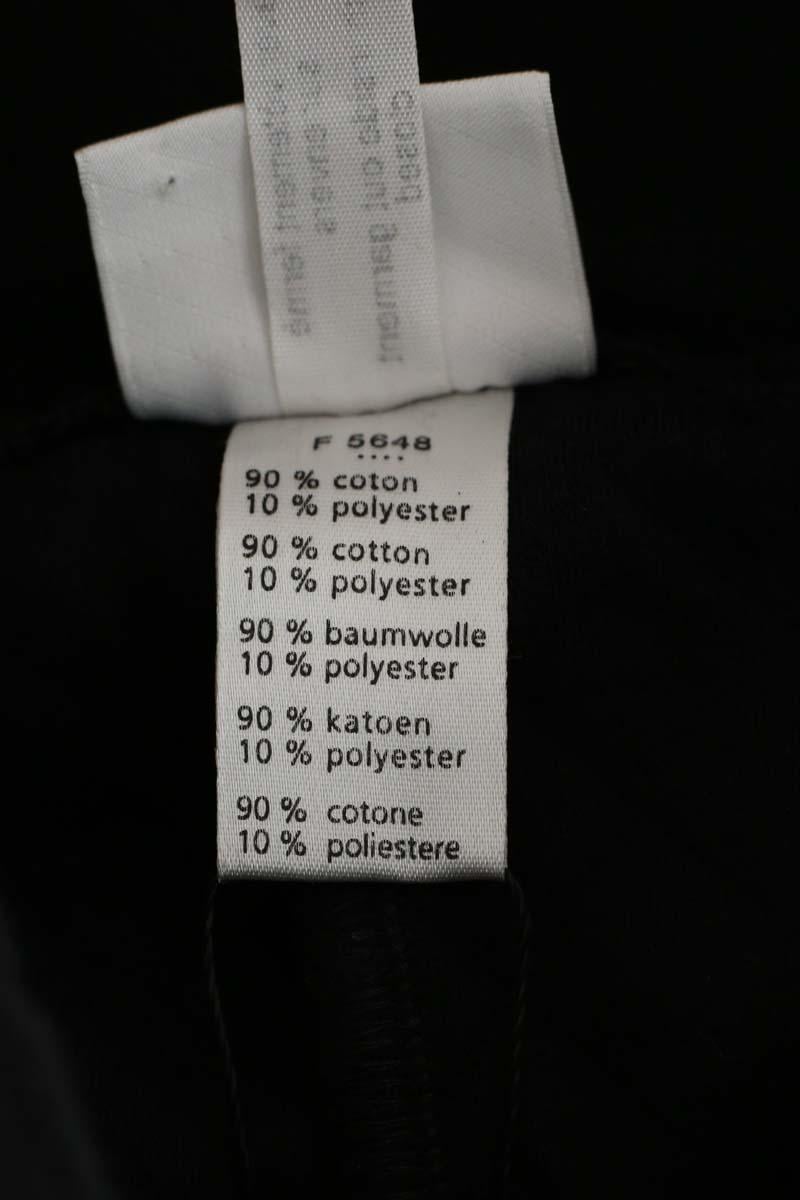 F 5648
90 % coton
10 % polyester
90 % cotton
10 % polyester
90 % baumwolle
10 % polyester
90 % katoen
10 % polyester
90 % cotone
10 % poliestere
garment